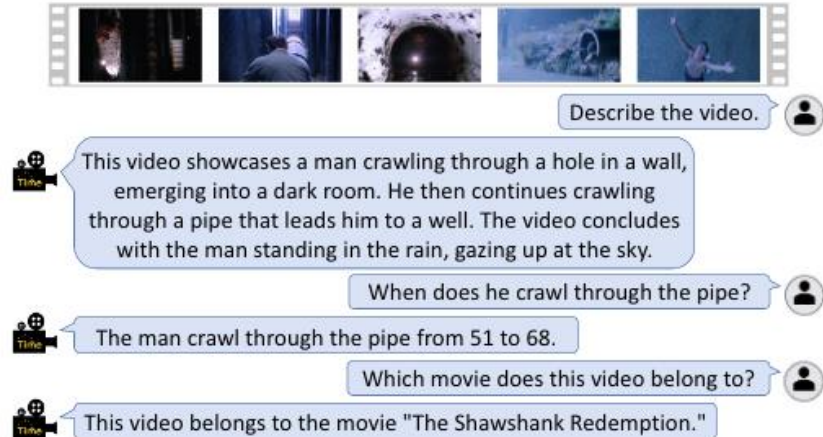 Describe the video.
This video showcases a man crawling through a hole in a wall,
emerging into a dark room. He then continues crawling
through a pipe that leads him to a well. The video concludes
with the man standing in the rain, gazing up at the sky.
Time
When does he crawl through the pipe?
The man crawl through the pipe from 51 to 68.
Time
Which movie does this video belong to?
This video belongs to the movie "The Shawshank Redemption."
Time